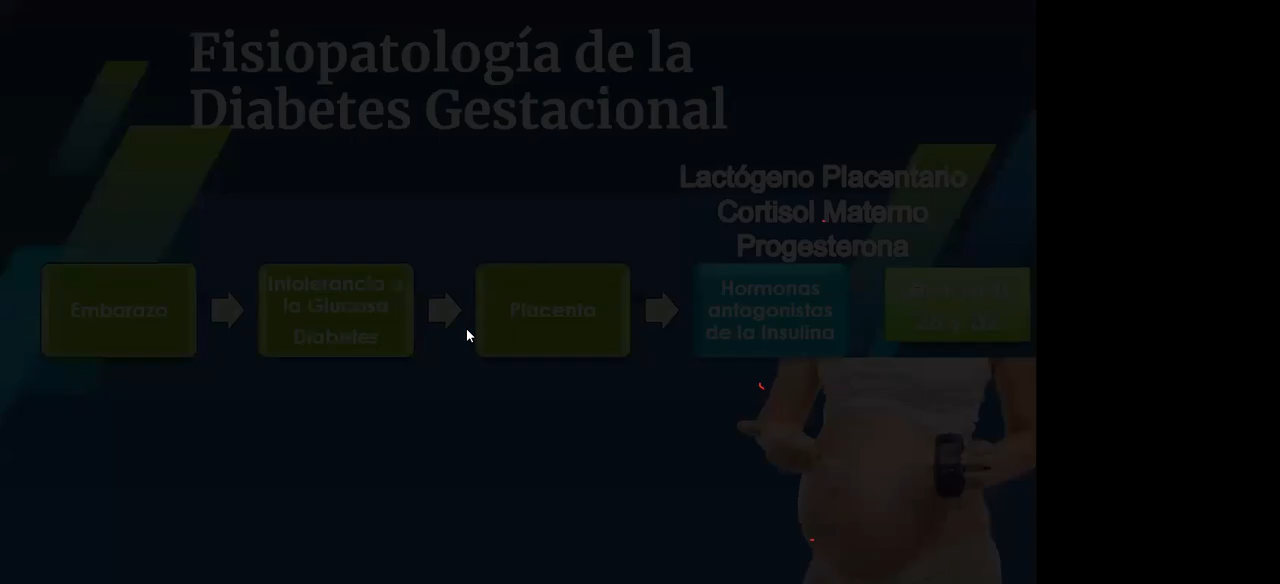 Fisiopatología de la
Diabetes Gestacional
Lactógeno Placentario
Cortisol Materno
Progesterona
Embarazo
Intolerancia a
la Glucosa
Diabetes
Placenta
Hormonas
antagonistas
de la Insulina